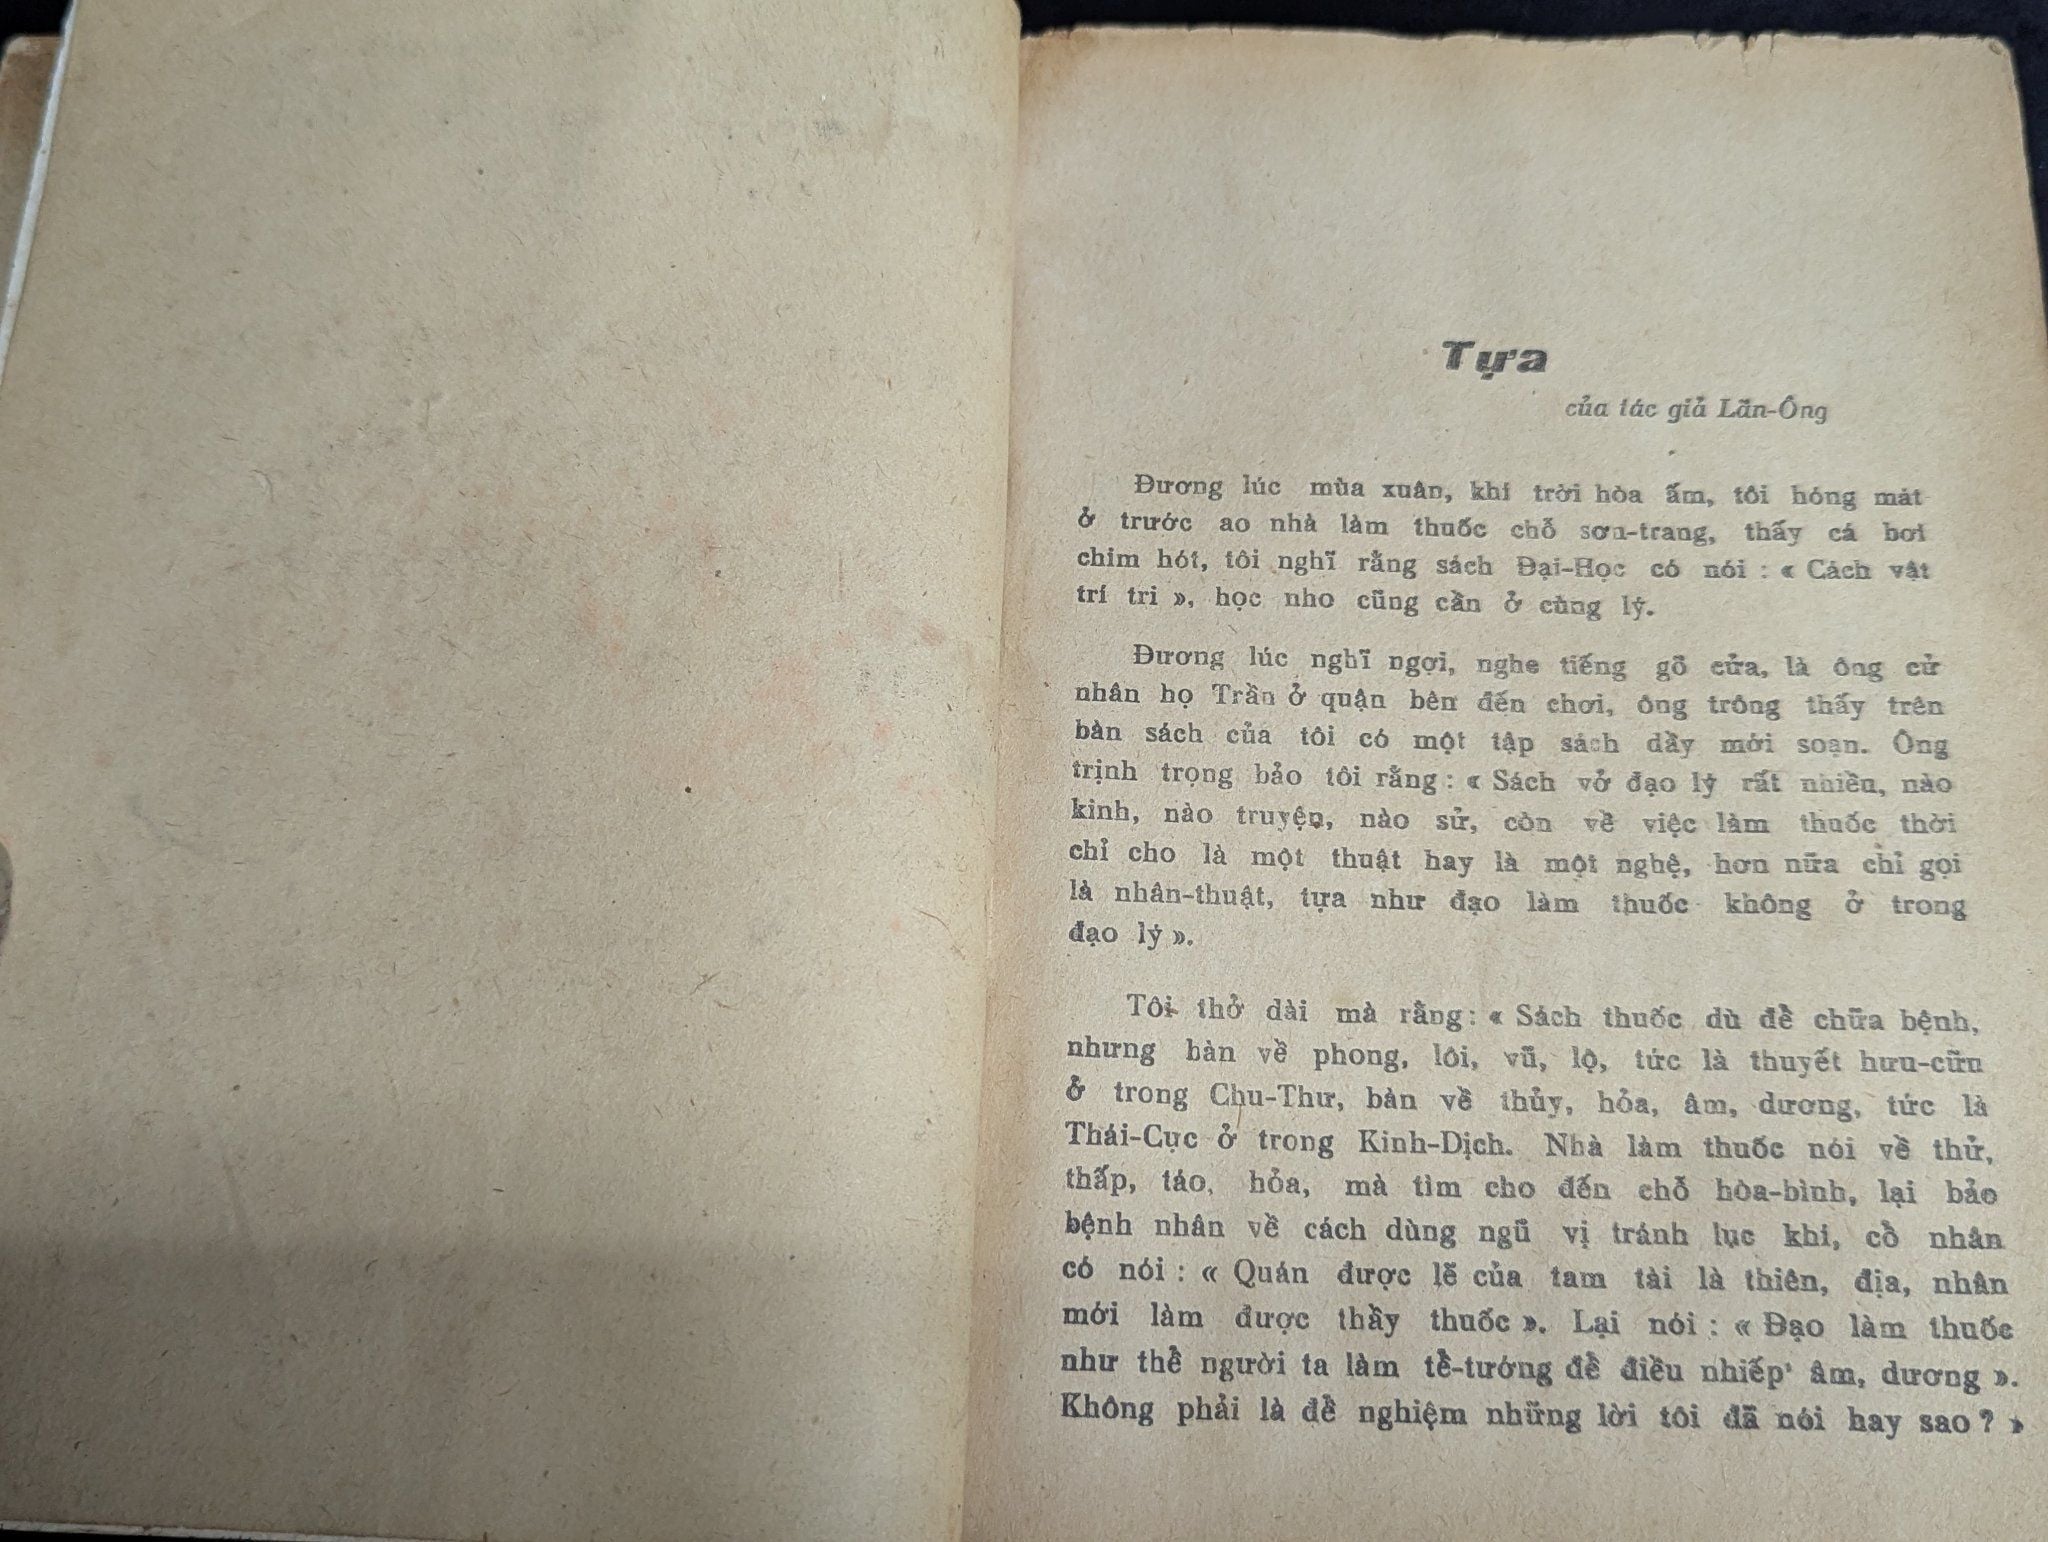 Tựa
của tác giả Lãn-Ông
Đương lúc mùa xuân, khí trời hòa ấm, tôi hóng mát
ở trước ao nhà làm thuốc chỗ sơn-trang, thấy cá bơi
chim hót, tôi nghĩ rằng sách Đại-Học có nói : « Cách vật
trí tri », học nho cũng cần ở cùng lý.
Đương lúc nghĩ ngợi, nghe tiếng gõ cửa, là ông cử
nhân họ Trần ở quận bên đến chơi, ông trông thấy trên
bàn sách của tôi có một tập sách dầy mới soạn. Ông
trịnh trọng bảo tôi rằng : « Sách vở đạo lý rất nhiều, nào
kinh, nào truyện, nào sử, còn về việc làm thuốc thời
chỉ cho là một thuật hay là một nghệ, hơn nữa chỉ gọi
là nhân-thuật, tựa như đạo làm thuốc không ở trong
đạo lý ».
Tôi thở dài mà rằng : « Sách thuốc dù để chữa bệnh,
nhưng bàn về phong, lôi, vũ, lộ, tức là thuyết hưu-cữu
ở trong Chu-Thư, bàn về thủy, hỏa, âm, dương, tức là
Thái-Cực ở trong Kinh-Dịch. Nhà làm thuốc nói về thử,
thấp, táo, hỏa, mà tìm cho đến chỗ hòa-bình, lại bảo
bệnh nhân về cách dùng ngũ vị tránh lục khí, cổ nhân
có nói : « Quán được lẽ của tam tài là thiên, địa, nhân
mới làm được thầy thuốc ». Lại nói : « Đạo làm thuốc
như thể người ta làm tể-tướng để điều nhiếp âm, dương ».
Không phải là để nghiệm những lời tôi đã nói hay sao ? »